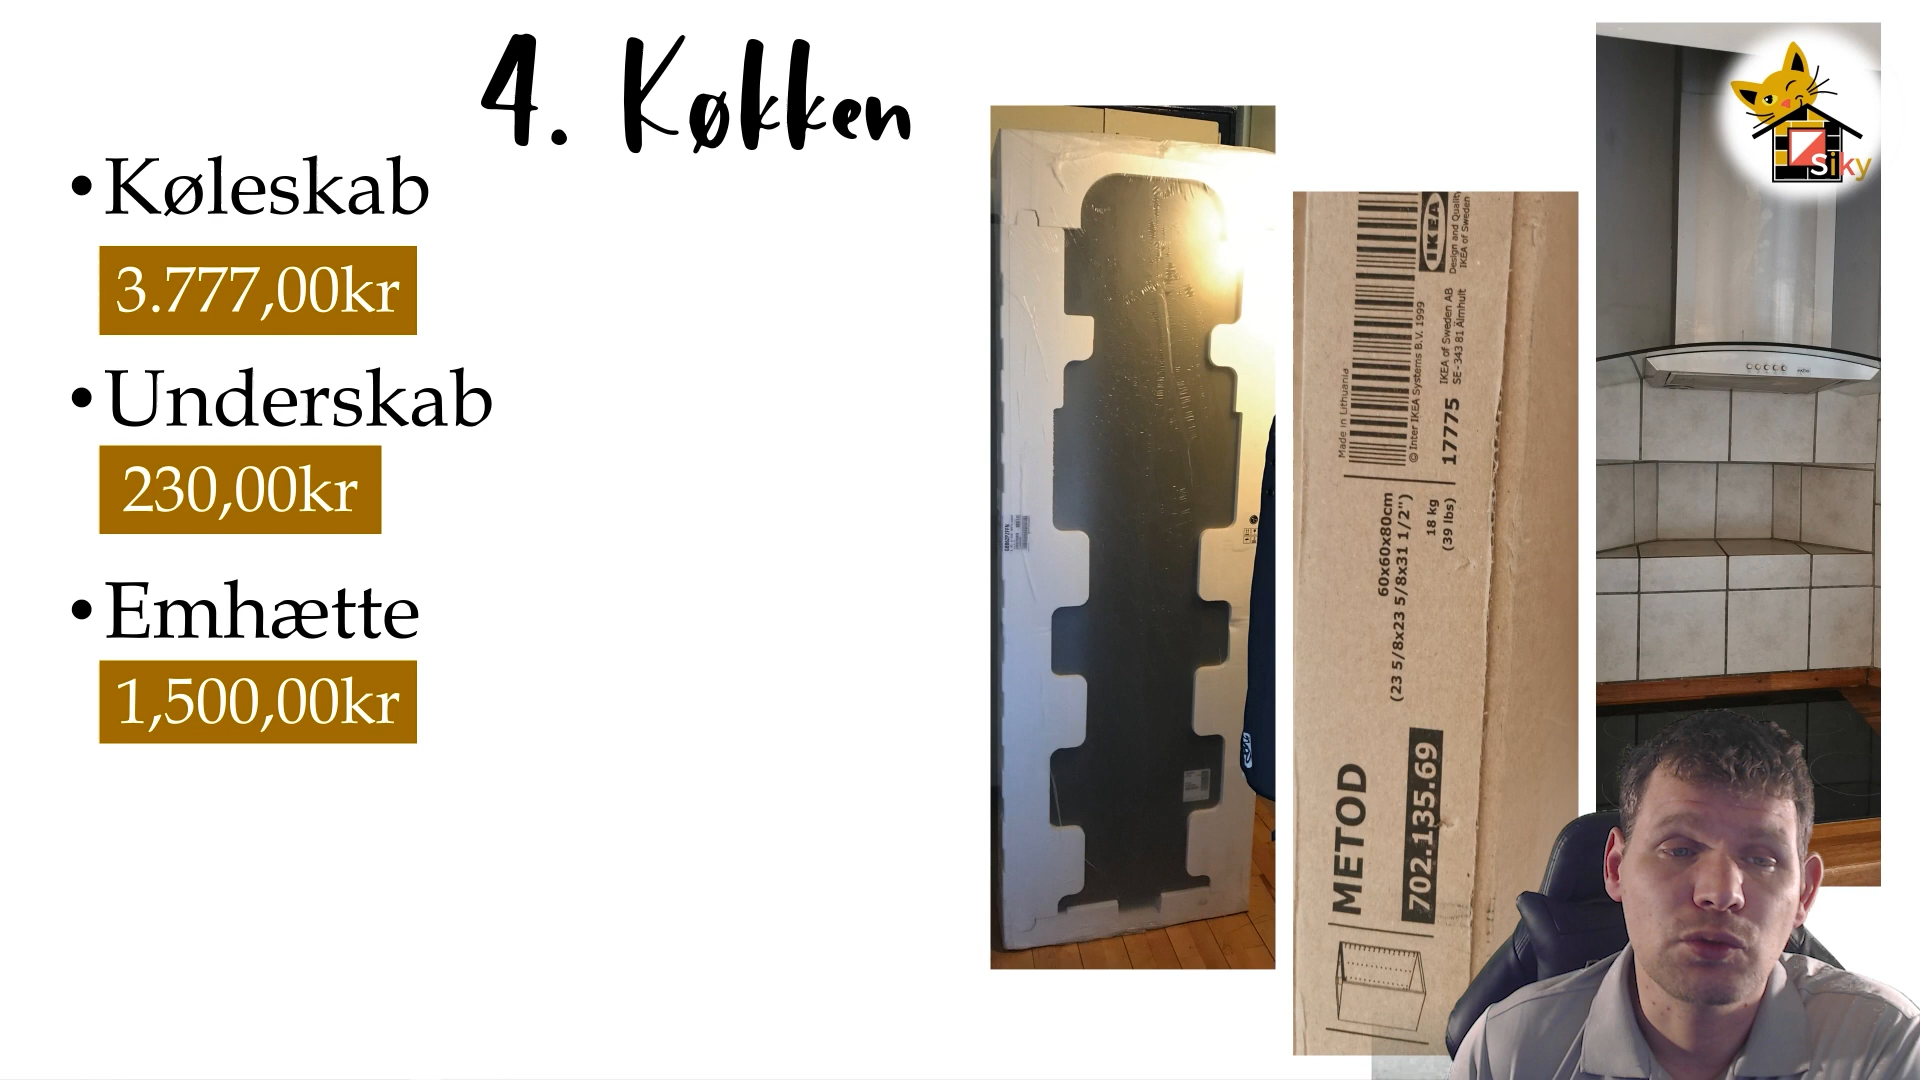 4. Køkken
• Køleskab
3.777,00kr
• Underskab
230,00kr
• Emhætte
1,500,00kr
Siky
Made in Lithuania
© Inter IKEA Systems B.V. 1999
17775
IKEA of Sweden AB
SE-343 81 Älmhult
IKEA
Design and Quality
IKEA of Sweden
60x60x80cm
(23 5/8x23 5/8x31 1/2")
18 kg
(39 lbs)
METOD
702.135.69